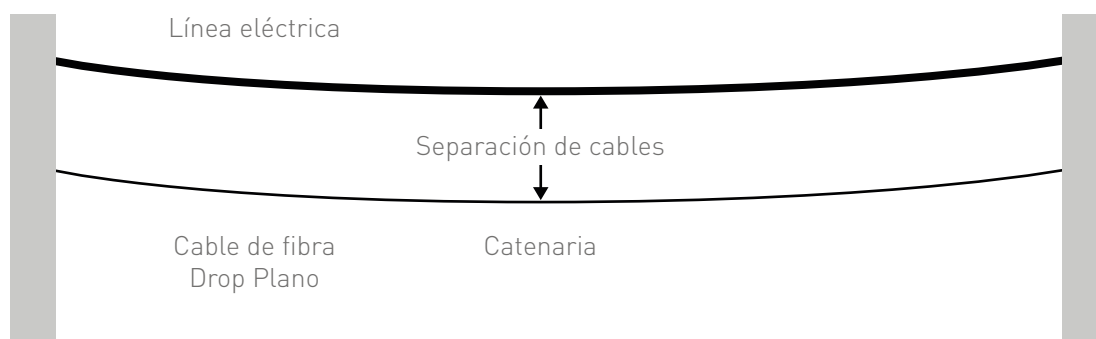 Línea eléctrica
Separación de cables
Cable de fibra
Drop Plano
Catenaria